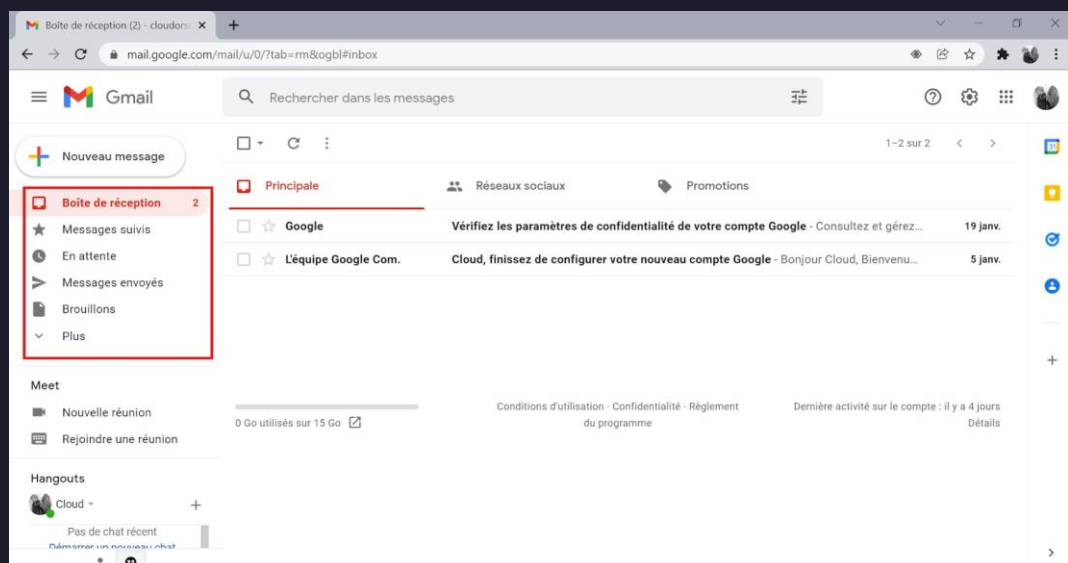 Boîte de réception (2) - cloudors
mail.google.com/mail/u/0/?tab=rm&ogbl#inbox
Gmail
Rechercher dans les messages
Nouveau message
1–2 sur 2
Boîte de réception 2
Messages suivis
En attente
Messages envoyés
Brouillons
Plus
Principale
Réseaux sociaux
Promotions
Google Vérifiez les paramètres de confidentialité de votre compte Google - Consultez et gérez... 19 janv.
L'équipe Google Com. Cloud, finissez de configurer votre nouveau compte Google - Bonjour Cloud, Bienvenu... 5 janv.
Meet
Nouvelle réunion
Rejoindre une réunion
0 Go utilisés sur 15 Go
Conditions d'utilisation · Confidentialité · Règlement
du programme
Dernière activité sur le compte : il y a 4 jours
Détails
Hangouts
Cloud
Pas de chat récent
Démarrer un nouveau chat
31